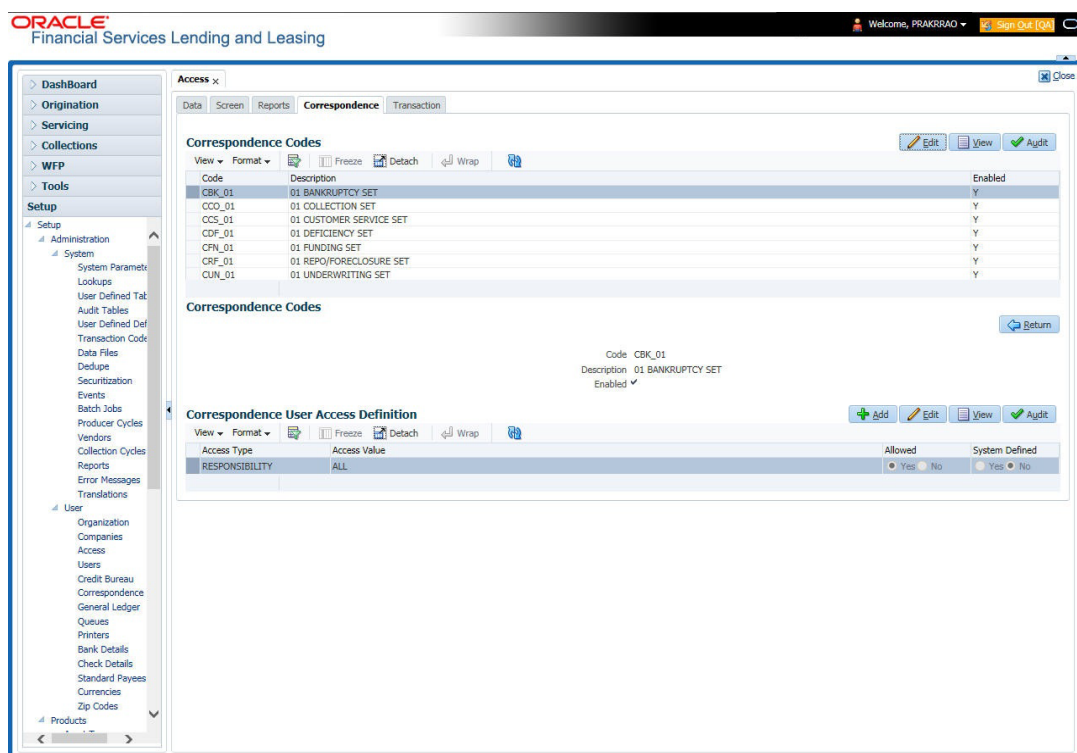 ORACLE
Financial Services Lending and Leasing
Welcome, PRAKRRAO
Sign Out [QA]
DashBoard
Origination
Servicing
Collections
WFP
Tools
Setup
Setup
Administration
System
System Paramete
Lookups
User Defined Tab
Audit Tables
User Defined Def
Transaction Code
Data Files
Dedupe
Securitization
Events
Batch Jobs
Producer Cycles
Vendors
Collection Cycles
Reports
Error Messages
Translations
User
Organization
Companies
Access
Users
Credit Bureau
Correspondence
General Ledger
Queues
Printers
Bank Details
Check Details
Standard Payees
Currencies
Zip Codes
Products
Access
Close
Data Screen Reports Correspondence Transaction
Correspondence Codes
Edit View Audit
View Format Freeze Detach Wrap
Code Description Enabled
CBK_01 01 BANKRUPTCY SET Y
CCO_01 01 COLLECTION SET Y
CCS_01 01 CUSTOMER SERVICE SET Y
CDF_01 01 DEFICIENCY SET Y
CFN_01 01 FUNDING SET Y
CRF_01 01 REPO/FORECLOSURE SET Y
CUN_01 01 UNDERWRITING SET Y
Correspondence Codes
Return
Code CBK_01
Description 01 BANKRUPTCY SET
Enabled
Correspondence User Access Definition
Add Edit View Audit
View Format Freeze Detach Wrap
Access Type Access Value Allowed System Defined
RESPONSIBILITY ALL Yes No Yes No